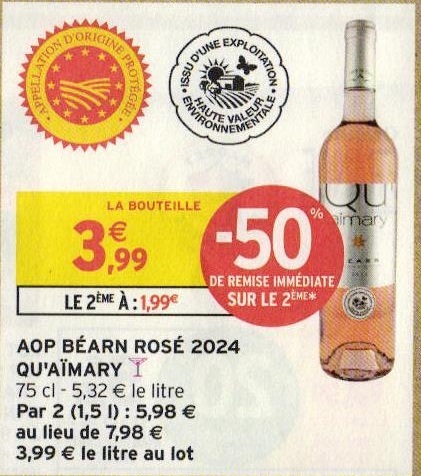 APPELLATION D'ORIGINE PROTÉGÉE
ISSU D'UNE EXPLOITATION
HAUTE VALEUR
ENVIRONNEMENTALE
QU
aïmary
LA BOUTEILLE
3€,99
-50%
DE REMISE IMMÉDIATE
SUR LE 2ÈME*
LE 2ÈME À : 1,99€
AOP BÉARN ROSÉ 2024
QU'AÏMARY
75 cl - 5,32 € le litre
Par 2 (1,5 l) : 5,98 €
au lieu de 7,98 €
3,99 € le litre au lot